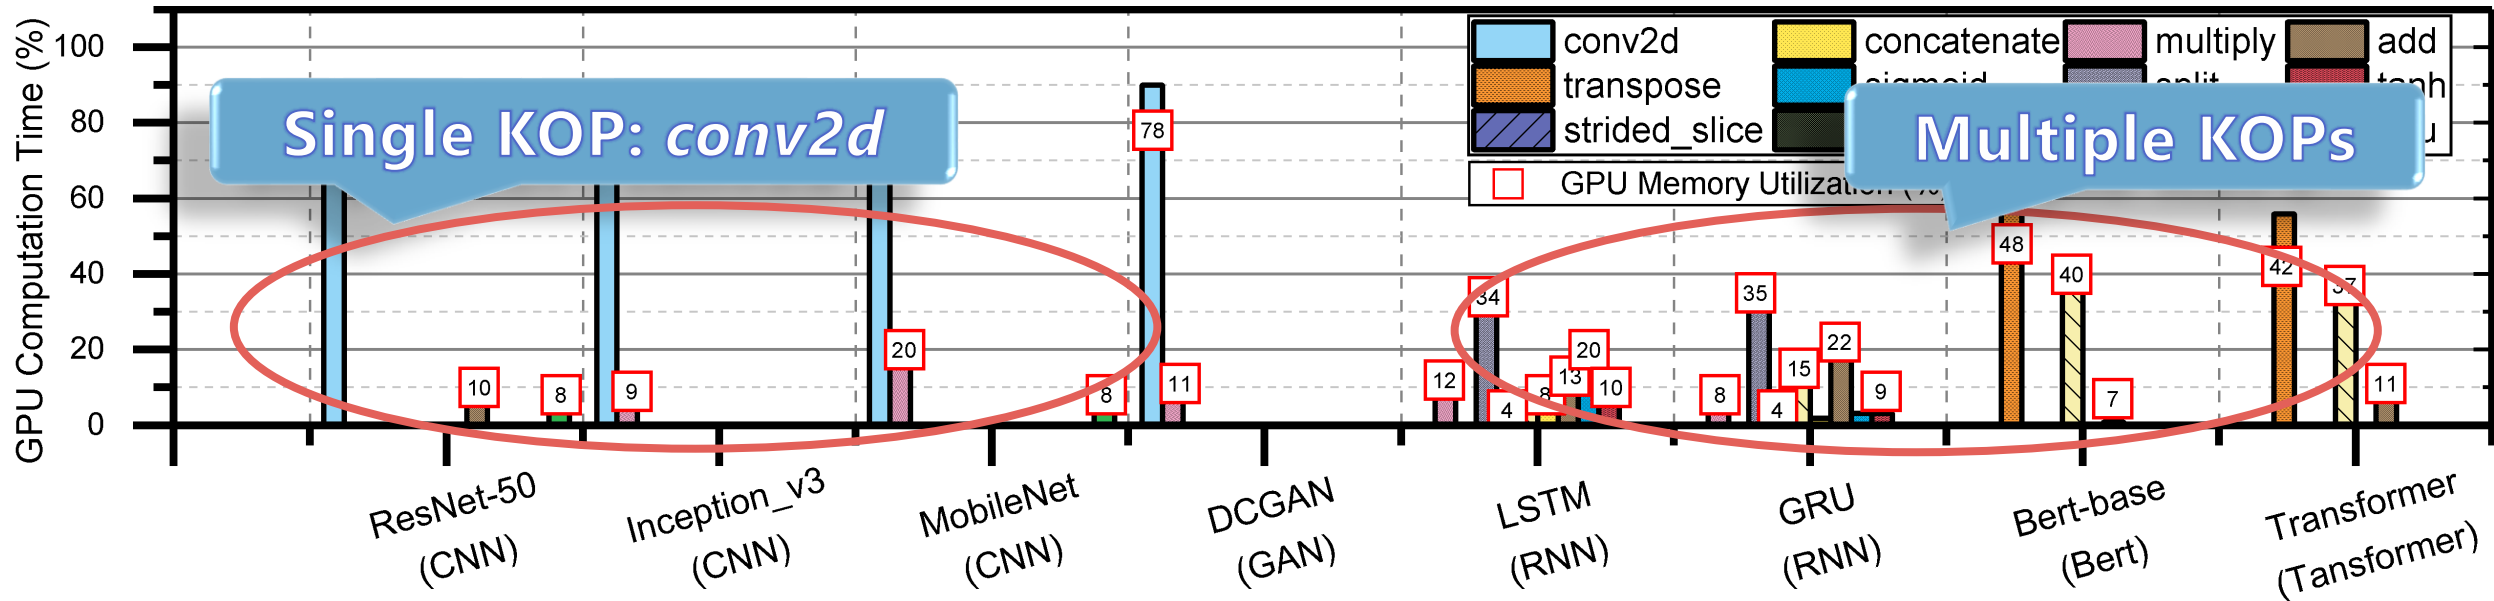 GPU Computation Time (%)
100
80
60
40
20
0
conv2d
concatenate
multiply
add
transpose
strided_slice
GPU Memory Utilization (%)
Single KOP: conv2d
Multiple KOPs
10
8
9
20
8
78
11
12
34
4
8
13
20
10
8
35
4
15
22
9
48
40
7
42
37
11
ResNet-50
(CNN)
Inception_v3
(CNN)
MobileNet
(CNN)
DCGAN
(GAN)
LSTM
(RNN)
GRU
(RNN)
Bert-base
(Bert)
Transformer
(Tansformer)